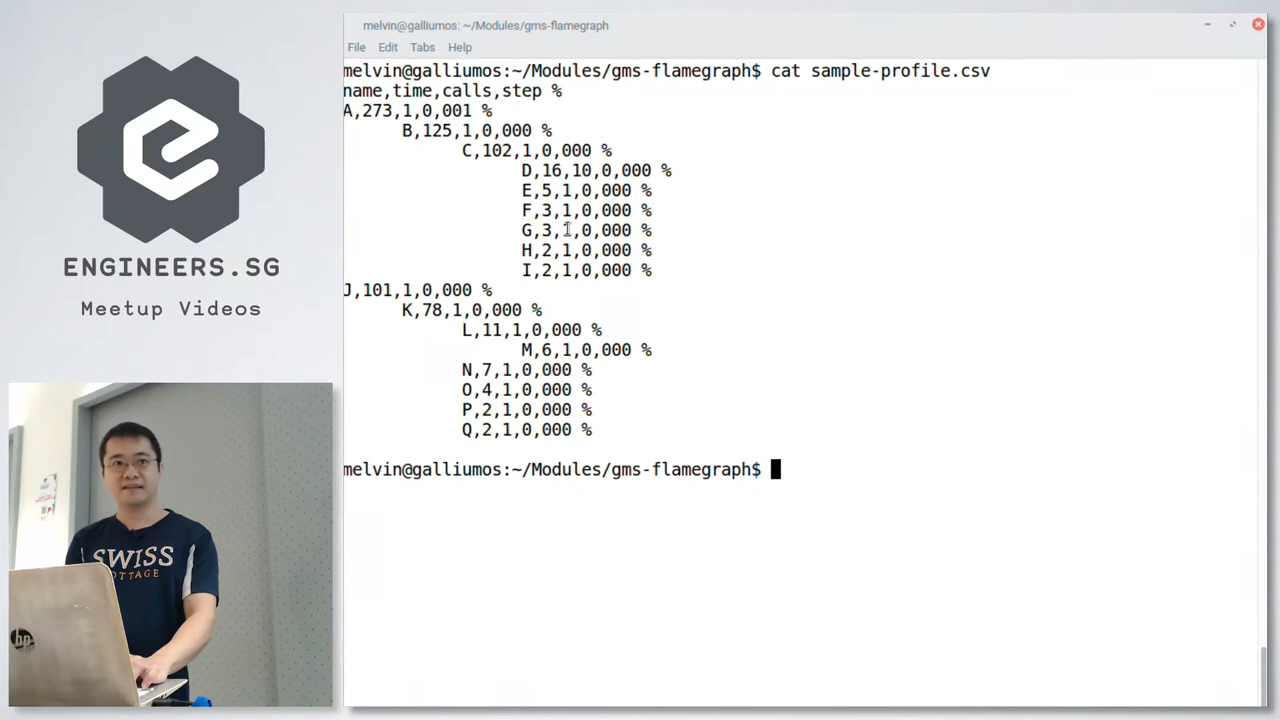 melvin@galliumos: ~/Modules/gms-flamegraph
File Edit Tabs Help
melvin@galliumos:~/Modules/gms-flamegraph$ cat sample-profile.csv
name,time,calls,step %
A,273,1,0,001 %
B,125,1,0,000 %
C,102,1,0,000 %
D,16,10,0,000 %
E,5,1,0,000 %
F,3,1,0,000 %
G,3,1,0,000 %
H,2,1,0,000 %
I,2,1,0,000 %
J,101,1,0,000 %
K,78,1,0,000 %
L,11,1,0,000 %
M,6,1,0,000 %
N,7,1,0,000 %
O,4,1,0,000 %
P,2,1,0,000 %
Q,2,1,0,000 %
melvin@galliumos:~/Modules/gms-flamegraph$
ENGINEERS.SG
Meetup Videos
SWISS
OTTAGE
hp